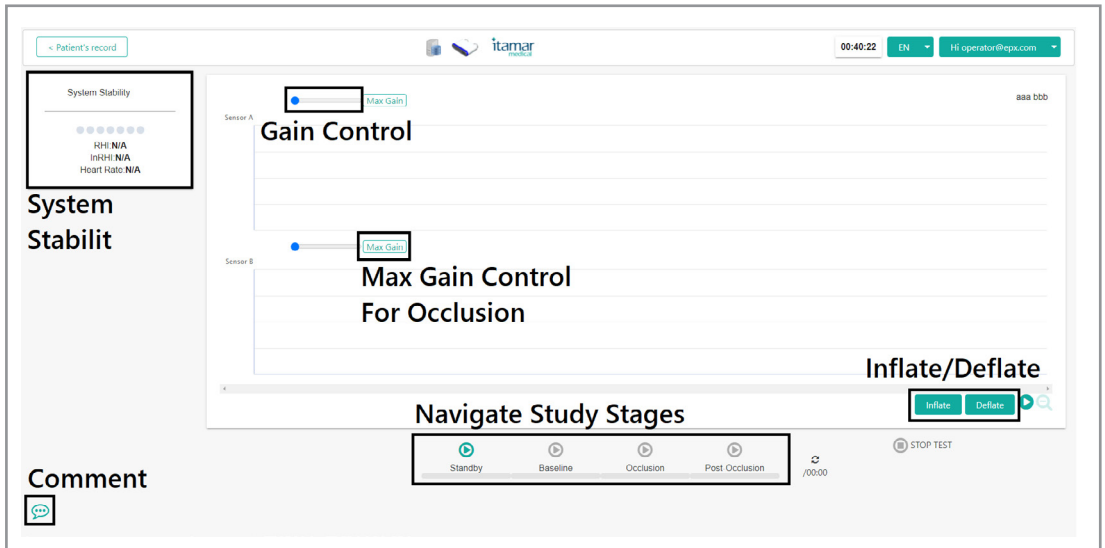 < Patient's record
itamar
medical
00:40:22
EN
Hi operator@epx.com
System Stability
RHI:N/A
lnRHI:N/A
Heart Rate:N/A
System
Stabilit
Max Gain
aaa bbb
Sensor A
Gain Control
Max Gain
Sensor B
Max Gain Control
For Occlusion
Inflate/Deflate
Inflate
Deflate
Navigate Study Stages
Standby
Baseline
Occlusion
Post Occlusion
/00:00
STOP TEST
Comment